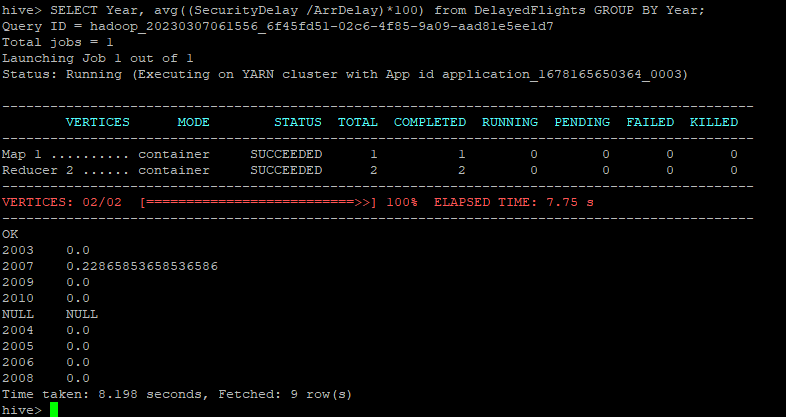 hive> SELECT Year, avg((SecurityDelay /ArrDelay)*100) from DelayedFlights GROUP BY Year;
Query ID = hadoop_20230307061556_6f45fd51-02c6-4f85-9a09-aad81e5ee1d7
Total jobs = 1
Launching Job 1 out of 1
Status: Running (Executing on YARN cluster with App id application_1678165650364_0003)
----------------------------------------------------------------------------------------------
VERTICES MODE STATUS TOTAL COMPLETED RUNNING PENDING FAILED KILLED
----------------------------------------------------------------------------------------------
Map 1 .......... container SUCCEEDED 1 1 0 0 0 0
Reducer 2 ...... container SUCCEEDED 2 2 0 0 0 0
----------------------------------------------------------------------------------------------
VERTICES: 02/02 [==========================>>] 100% ELAPSED TIME: 7.75 s
----------------------------------------------------------------------------------------------
OK
2003 0.0
2007 0.22865853658536586
2009 0.0
2010 0.0
NULL NULL
2004 0.0
2005 0.0
2006 0.0
2008 0.0
Time taken: 8.198 seconds, Fetched: 9 row(s)
hive>